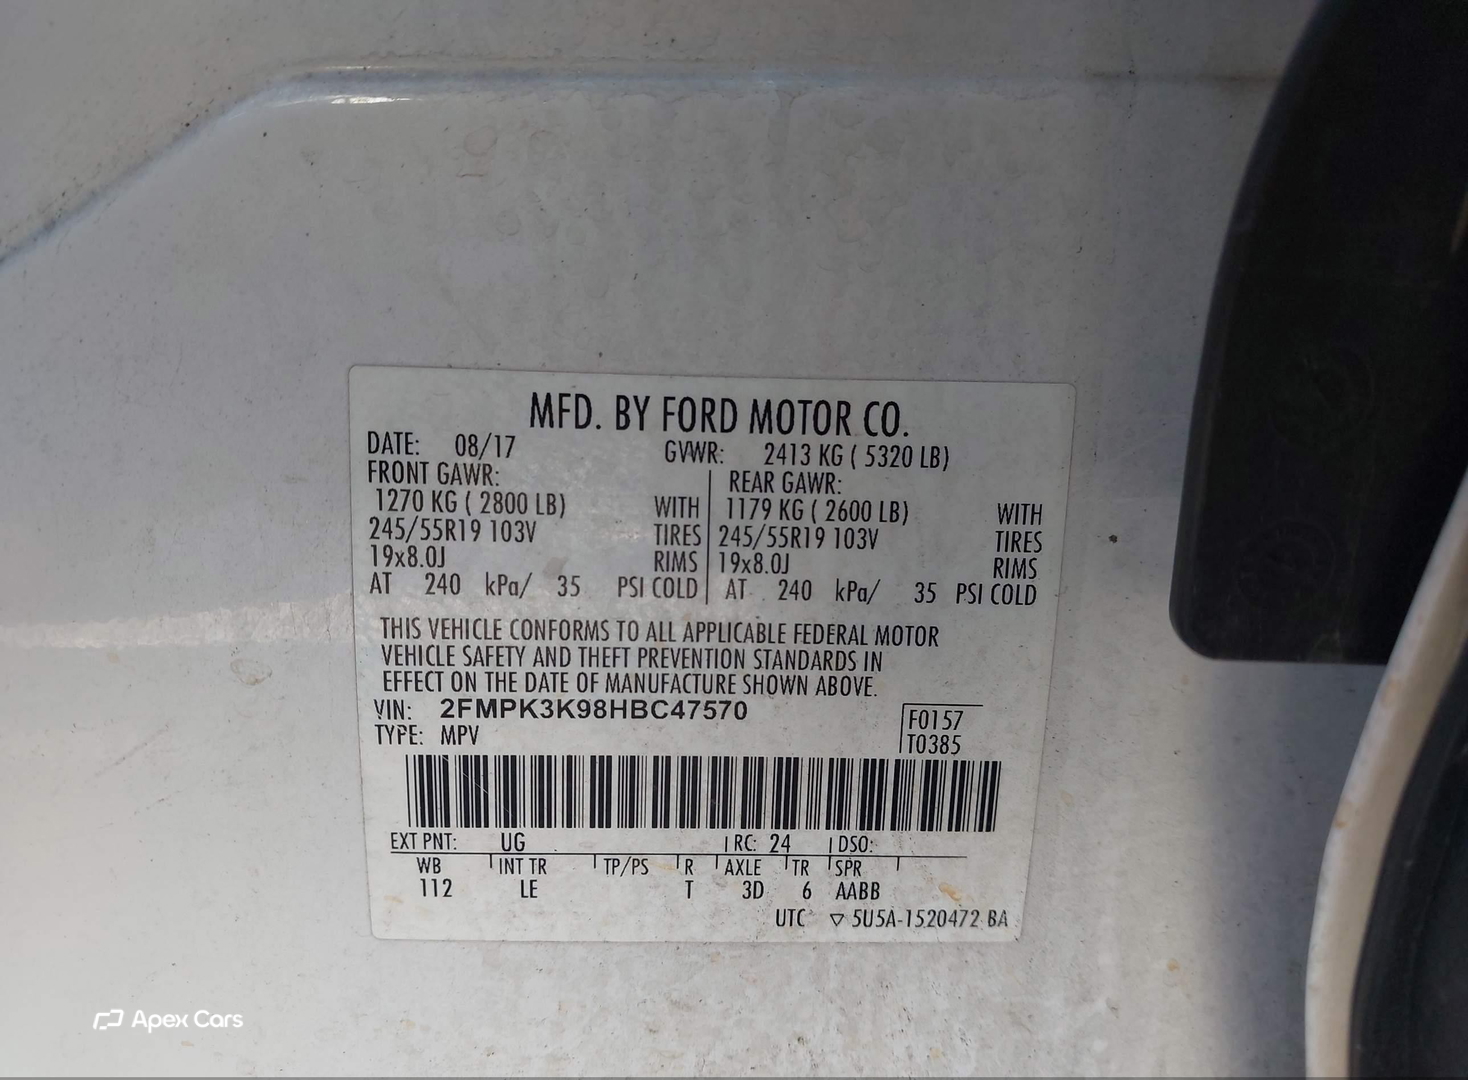 MFD. BY FORD MOTOR CO.
DATE: 08/17 GVWR: 2413 KG ( 5320 LB)
FRONT GAWR: REAR GAWR:
1270 KG ( 2800 LB) WITH 1179 KG ( 2600 LB) WITH
245/55R19 103V TIRES 245/55R19 103V TIRES
19x8.0J RIMS 19x8.0J RIMS
AT 240 kPa/ 35 PSI COLD AT 240 kPa/ 35 PSI COLD
THIS VEHICLE CONFORMS TO ALL APPLICABLE FEDERAL MOTOR
VEHICLE SAFETY AND THEFT PREVENTION STANDARDS IN
EFFECT ON THE DATE OF MANUFACTURE SHOWN ABOVE.
VIN: 2FMPK3K98HBC47570 F0157
TYPE: MPV T0385
EXT PNT: UG RC: 24 DSO:
WB INT TR TP/PS R AXLE TR SPR
112 LE T 3D 6 AABB
UTC ▽ 5U5A-1520472 BA
Apex Cars